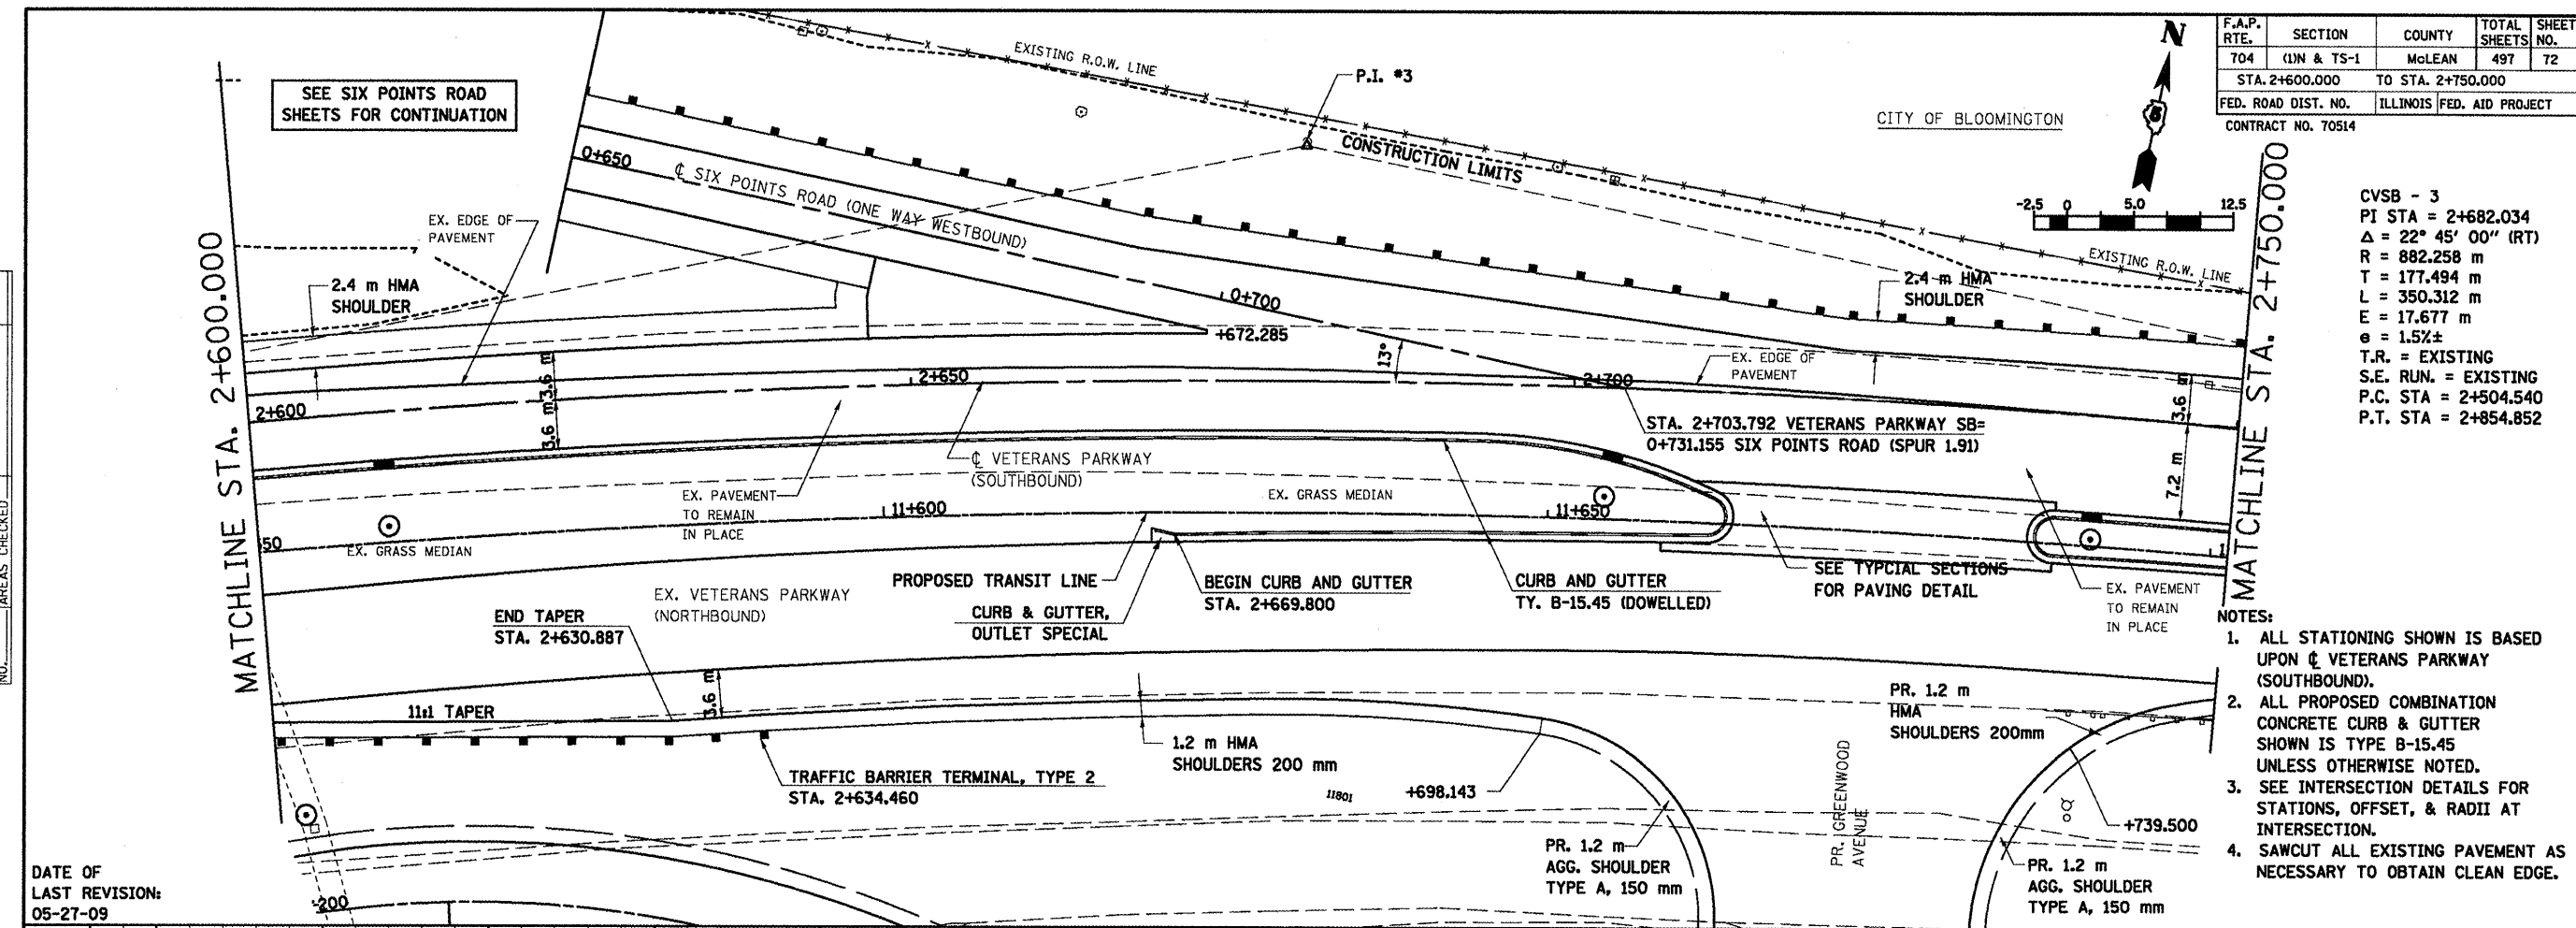 F.A.P. RTE. SECTION COUNTY TOTAL SHEETS SHEET NO.
704 (1)N & TS-1 McLEAN 497 72
STA. 2+600.000 TO STA. 2+750.000
FED. ROAD DIST. NO. ILLINOIS FED. AID PROJECT
CONTRACT NO. 70514
N
SEE SIX POINTS ROAD
SHEETS FOR CONTINUATION
EXISTING R.O.W. LINE
P.I. #3
CONSTRUCTION LIMITS
CITY OF BLOOMINGTON
-2.5 0 5.0 12.5
EXISTING R.O.W. LINE
0+650
℄ SIX POINTS ROAD (ONE WAY WESTBOUND)
EX. EDGE OF
PAVEMENT
2.4 m HMA
SHOULDER
0+700
+672.285
13°
2.4 m HMA
SHOULDER
EX. EDGE OF
PAVEMENT
MATCHLINE STA. 2+600.000
MATCHLINE STA. 2+750.000
CVSB - 3
PI STA = 2+682.034
Δ = 22° 45' 00" (RT)
R = 882.258 m
T = 177.494 m
L = 350.312 m
E = 17.677 m
e = 1.5%±
T.R. = EXISTING
S.E. RUN. = EXISTING
P.C. STA = 2+504.540
P.T. STA = 2+854.852
2+600
3.6 m
3.6 m
2+650
2+700
3.6 m
7.2 m
STA. 2+703.792 VETERANS PARKWAY SB=
0+731.155 SIX POINTS ROAD (SPUR 1.91)
℄ VETERANS PARKWAY
(SOUTHBOUND)
EX. PAVEMENT
TO REMAIN
IN PLACE
EX. GRASS MEDIAN
11+600
11+650
50
EX. GRASS MEDIAN
1
PROPOSED TRANSIT LINE
BEGIN CURB AND GUTTER
STA. 2+669.800
CURB AND GUTTER
TY. B-15.45 (DOWELLED)
SEE TYPCIAL SECTIONS
FOR PAVING DETAIL
EX. PAVEMENT
TO REMAIN
IN PLACE
EX. VETERANS PARKWAY
(NORTHBOUND)
CURB & GUTTER,
OUTLET SPECIAL
END TAPER
STA. 2+630.887
11:1 TAPER
3.6 m
1.2 m HMA
SHOULDERS 200 mm
TRAFFIC BARRIER TERMINAL, TYPE 2
STA. 2+634.460
11801
+698.143
PR. 1.2 m
HMA
SHOULDERS 200mm
PR. GREENWOOD
AVENUE
+739.500
PR. 1.2 m
AGG. SHOULDER
TYPE A, 150 mm
PR. 1.2 m
AGG. SHOULDER
TYPE A, 150 mm
-200
NOTES:
1. ALL STATIONING SHOWN IS BASED
UPON ℄ VETERANS PARKWAY
(SOUTHBOUND).
2. ALL PROPOSED COMBINATION
CONCRETE CURB & GUTTER
SHOWN IS TYPE B-15.45
UNLESS OTHERWISE NOTED.
3. SEE INTERSECTION DETAILS FOR
STATIONS, OFFSET, & RADII AT
INTERSECTION.
4. SAWCUT ALL EXISTING PAVEMENT AS
NECESSARY TO OBTAIN CLEAN EDGE.
DATE OF
LAST REVISION:
05-27-09
NO. AREAS CHECKED